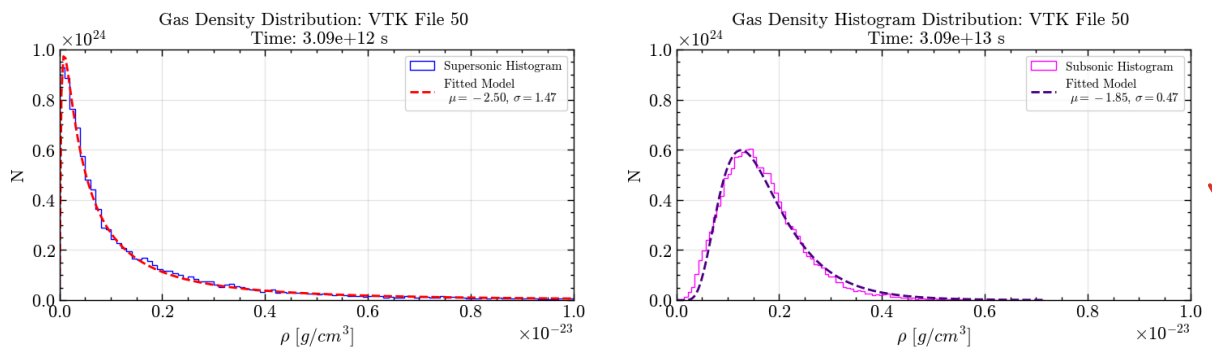 Gas Density Distribution: VTK File 50
Time: 3.09e+12 s
×10^24
1.0
0.8
0.6
0.4
0.2
0.0
N
Supersonic Histogram
Fitted Model
μ = −2.50, σ = 1.47
0.0 0.2 0.4 0.6 0.8 1.0
×10^−23
ρ [g/cm^3]
Gas Density Histogram Distribution: VTK File 50
Time: 3.09e+13 s
×10^24
1.0
0.8
0.6
0.4
0.2
0.0
N
Subsonic Histogram
Fitted Model
μ = −1.85, σ = 0.47
0.0 0.2 0.4 0.6 0.8 1.0
×10^−23
ρ [g/cm^3]